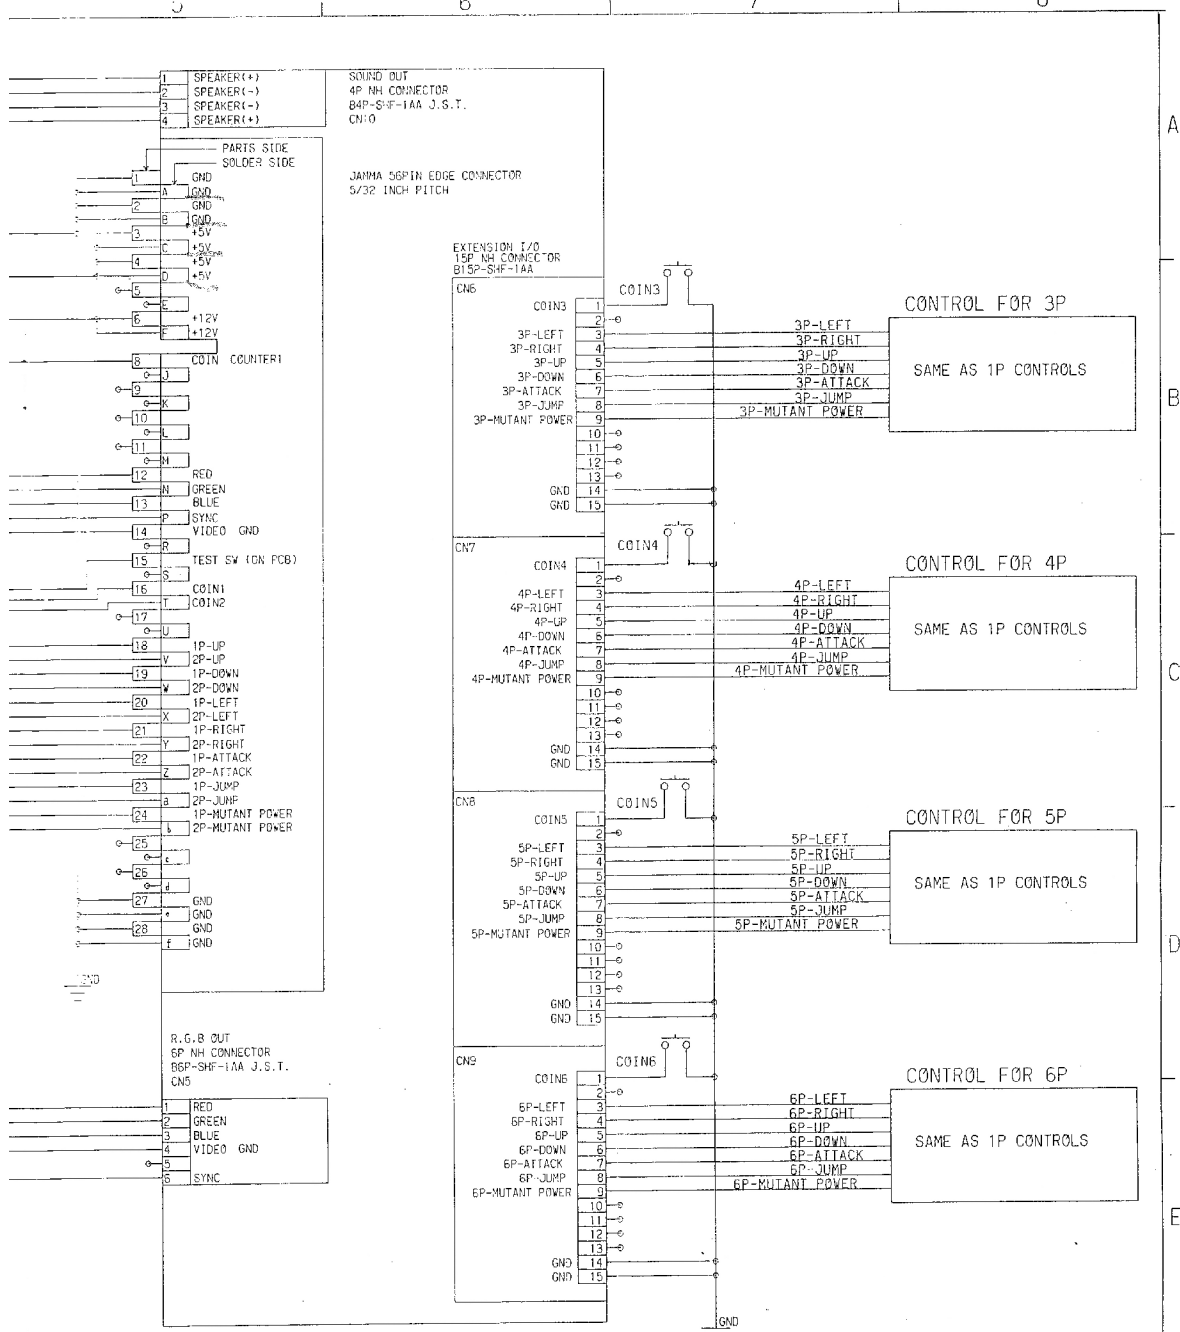 5 6 7 8
A
B
C
D
E
1 SPEAKER(+)
2 SPEAKER(-)
3 SPEAKER(-)
4 SPEAKER(+)
SOUND OUT
4P NH CONNECTOR
B4P-SHF-1AA J.S.T.
CN10
PARTS SIDE
SOLDER SIDE
JAMMA 56PIN EDGE CONNECTOR
5/32 INCH PITCH
1 GND
A GND
2 GND
B GND
3 +5V
C +5V
4 +5V
D +5V
5
E
6 +12V
F +12V
8 COIN COUNTER1
J
9
K
10
L
11
M
12 RED
N GREEN
13 BLUE
P SYNC
14 VIDEO GND
R
15 TEST SW (ON PCB)
S
16 COIN1
T COIN2
17
U
18 1P-UP
V 2P-UP
19 1P-DOWN
W 2P-DOWN
20 1P-LEFT
X 2P-LEFT
21 1P-RIGHT
Y 2P-RIGHT
22 1P-ATTACK
Z 2P-ATTACK
23 1P-JUMP
a 2P-JUMP
24 1P-MUTANT POWER
b 2P-MUTANT POWER
25
c
26
d
27 GND
e GND
28 GND
f GND
GND
R.G.B OUT
6P NH CONNECTOR
B6P-SHF-1AA J.S.T.
CN5
1 RED
2 GREEN
3 BLUE
4 VIDEO GND
5
6 SYNC
EXTENSION I/O
15P NH CONNECTOR
B15P-SHF-1AA
CN6
COIN3 1
2
3P-LEFT 3
3P-RIGHT 4
3P-UP 5
3P-DOWN 6
3P-ATTACK 7
3P-JUMP 8
3P-MUTANT POWER 9
10
11
12
13
GND 14
GND 15
COIN3
3P-LEFT
3P-RIGHT
3P-UP
3P-DOWN
3P-ATTACK
3P-JUMP
3P-MUTANT POWER
CONTROL FOR 3P
SAME AS 1P CONTROLS
CN7
COIN4 1
2
4P-LEFT 3
4P-RIGHT 4
4P-UP 5
4P-DOWN 6
4P-ATTACK 7
4P-JUMP 8
4P-MUTANT POWER 9
10
11
12
13
GND 14
GND 15
COIN4
4P-LEFT
4P-RIGHT
4P-UP
4P-DOWN
4P-ATTACK
4P-JUMP
4P-MUTANT POWER
CONTROL FOR 4P
SAME AS 1P CONTROLS
CN8
COIN5 1
2
5P-LEFT 3
5P-RIGHT 4
5P-UP 5
5P-DOWN 6
5P-ATTACK 7
5P-JUMP 8
5P-MUTANT POWER 9
10
11
12
13
GND 14
GND 15
COIN5
5P-LEFT
5P-RIGHT
5P-UP
5P-DOWN
5P-ATTACK
5P-JUMP
5P-MUTANT POWER
CONTROL FOR 5P
SAME AS 1P CONTROLS
CN9
COIN6 1
2
6P-LEFT 3
6P-RIGHT 4
6P-UP 5
6P-DOWN 6
6P-ATTACK 7
6P-JUMP 8
6P-MUTANT POWER 9
10
11
12
13
GND 14
GND 15
COIN6
6P-LEFT
6P-RIGHT
6P-UP
6P-DOWN
6P-ATTACK
6P-JUMP
6P-MUTANT POWER
CONTROL FOR 6P
SAME AS 1P CONTROLS
GND